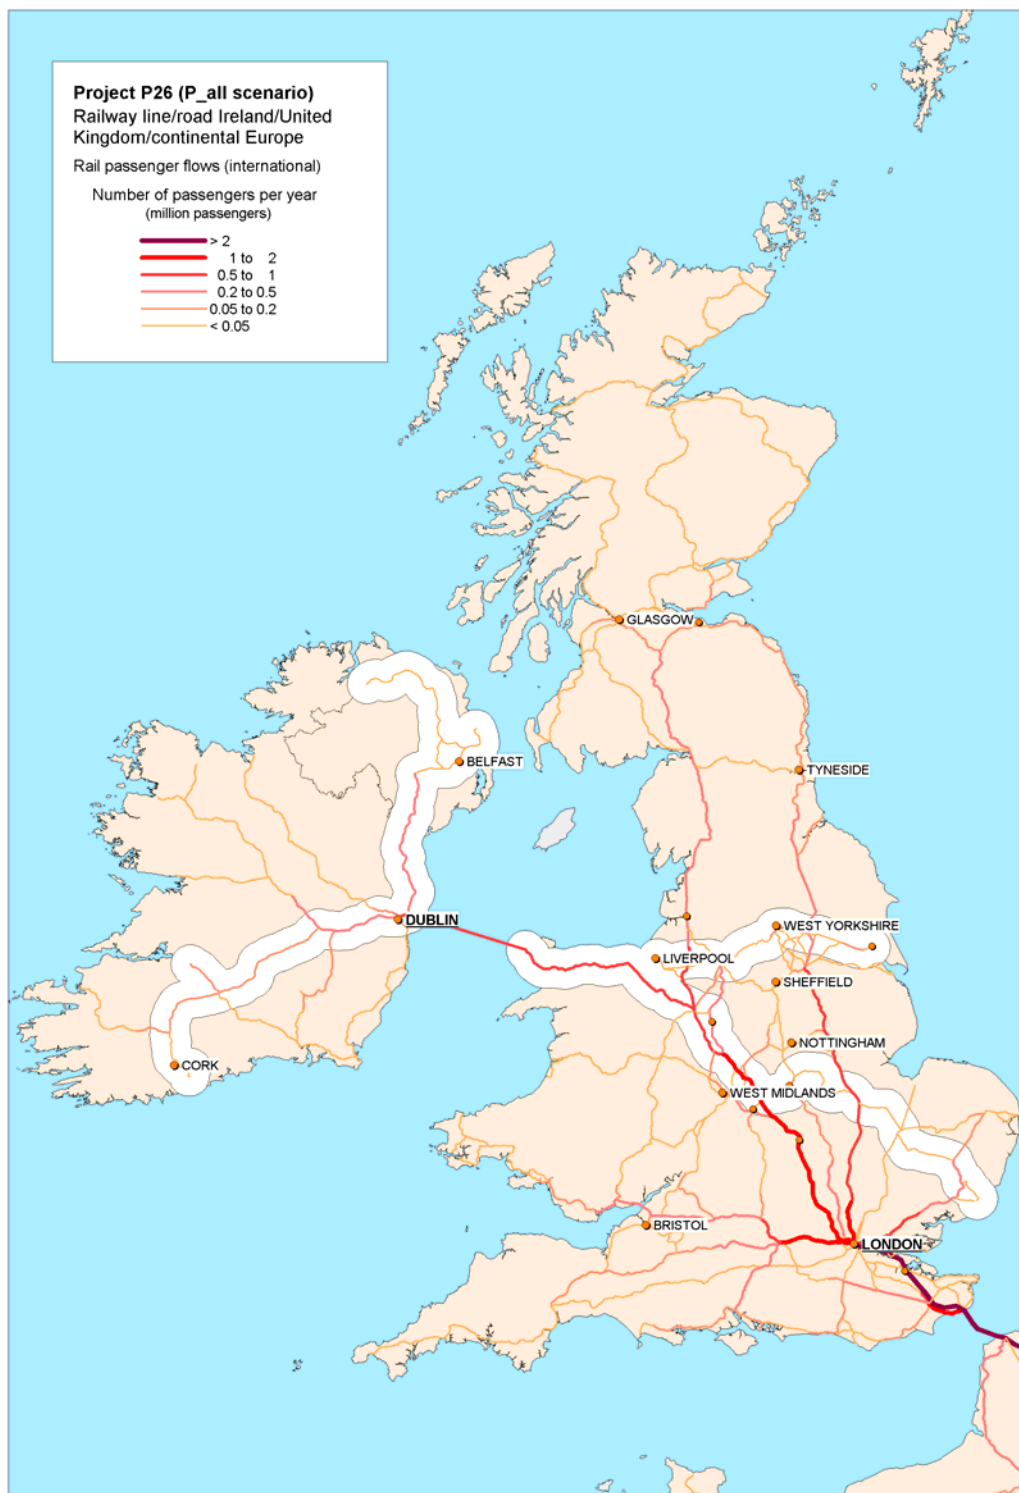 Project P26 (P_all scenario)
Railway line/road Ireland/United
Kingdom/continental Europe
Rail passenger flows (international)
Number of passengers per year
(million passengers)
> 2
1 to 2
0.5 to 1
0.2 to 0.5
0.05 to 0.2
< 0.05
GLASGOW
BELFAST
TYNESIDE
DUBLIN
WEST YORKSHIRE
LIVERPOOL
SHEFFIELD
NOTTINGHAM
CORK
WEST MIDLANDS
BRISTOL
LONDON